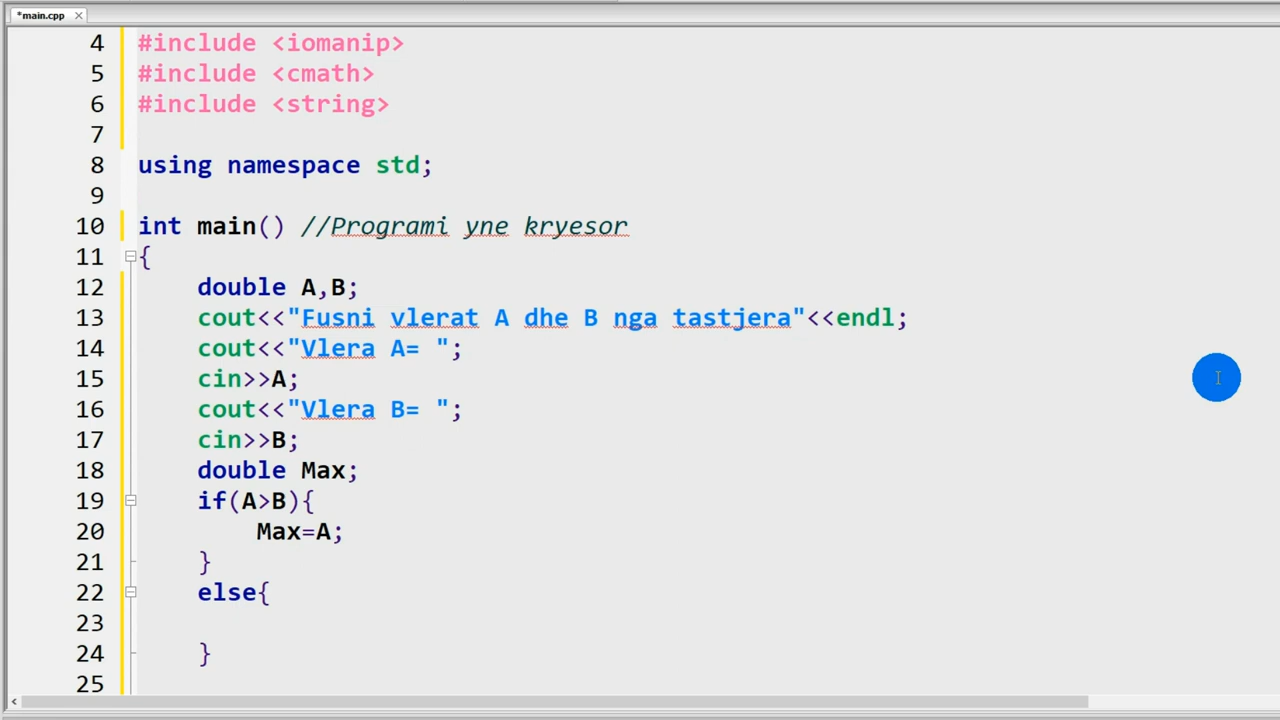 *main.cpp
4 #include <iomanip>
5 #include <cmath>
6 #include <string>
7
8 using namespace std;
9
10 int main() //Programi yne kryesor
11 {
12 double A,B;
13 cout<<"Fusni vlerat A dhe B nga tastjera"<<endl;
14 cout<<"Vlera A= ";
15 cin>>A;
16 cout<<"Vlera B= ";
17 cin>>B;
18 double Max;
19 if(A>B){
20 Max=A;
21 }
22 else{
23
24 }
25